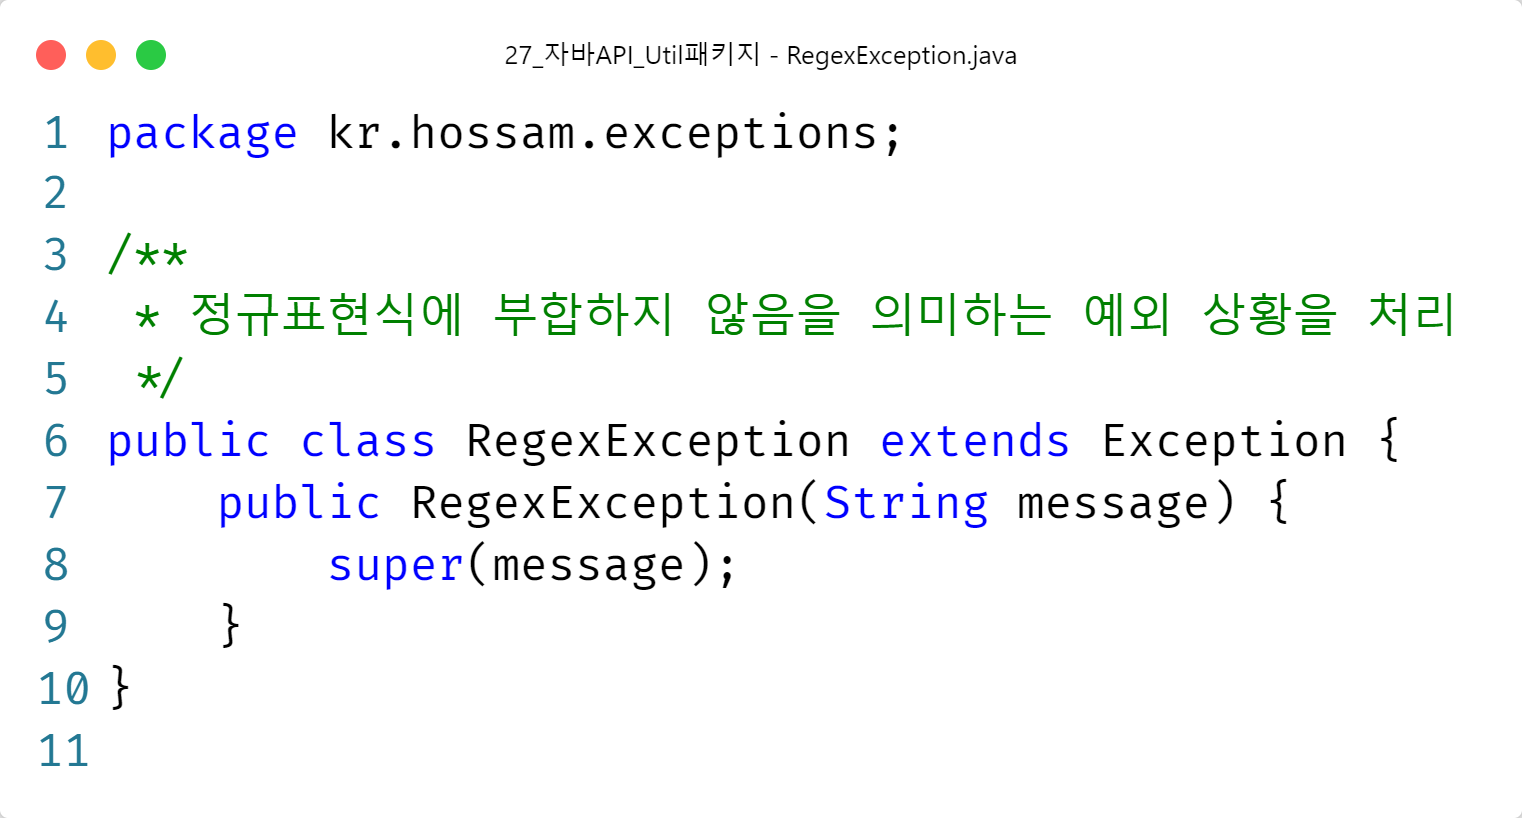 27_자바API_Util패키지 - RegexException.java
1 package kr.hossam.exceptions;
2
3 /**
4  * 정규표현식에 부합하지 않음을 의미하는 예외 상황을 처리
5  */
6 public class RegexException extends Exception {
7     public RegexException(String message) {
8         super(message);
9     }
10 }
11